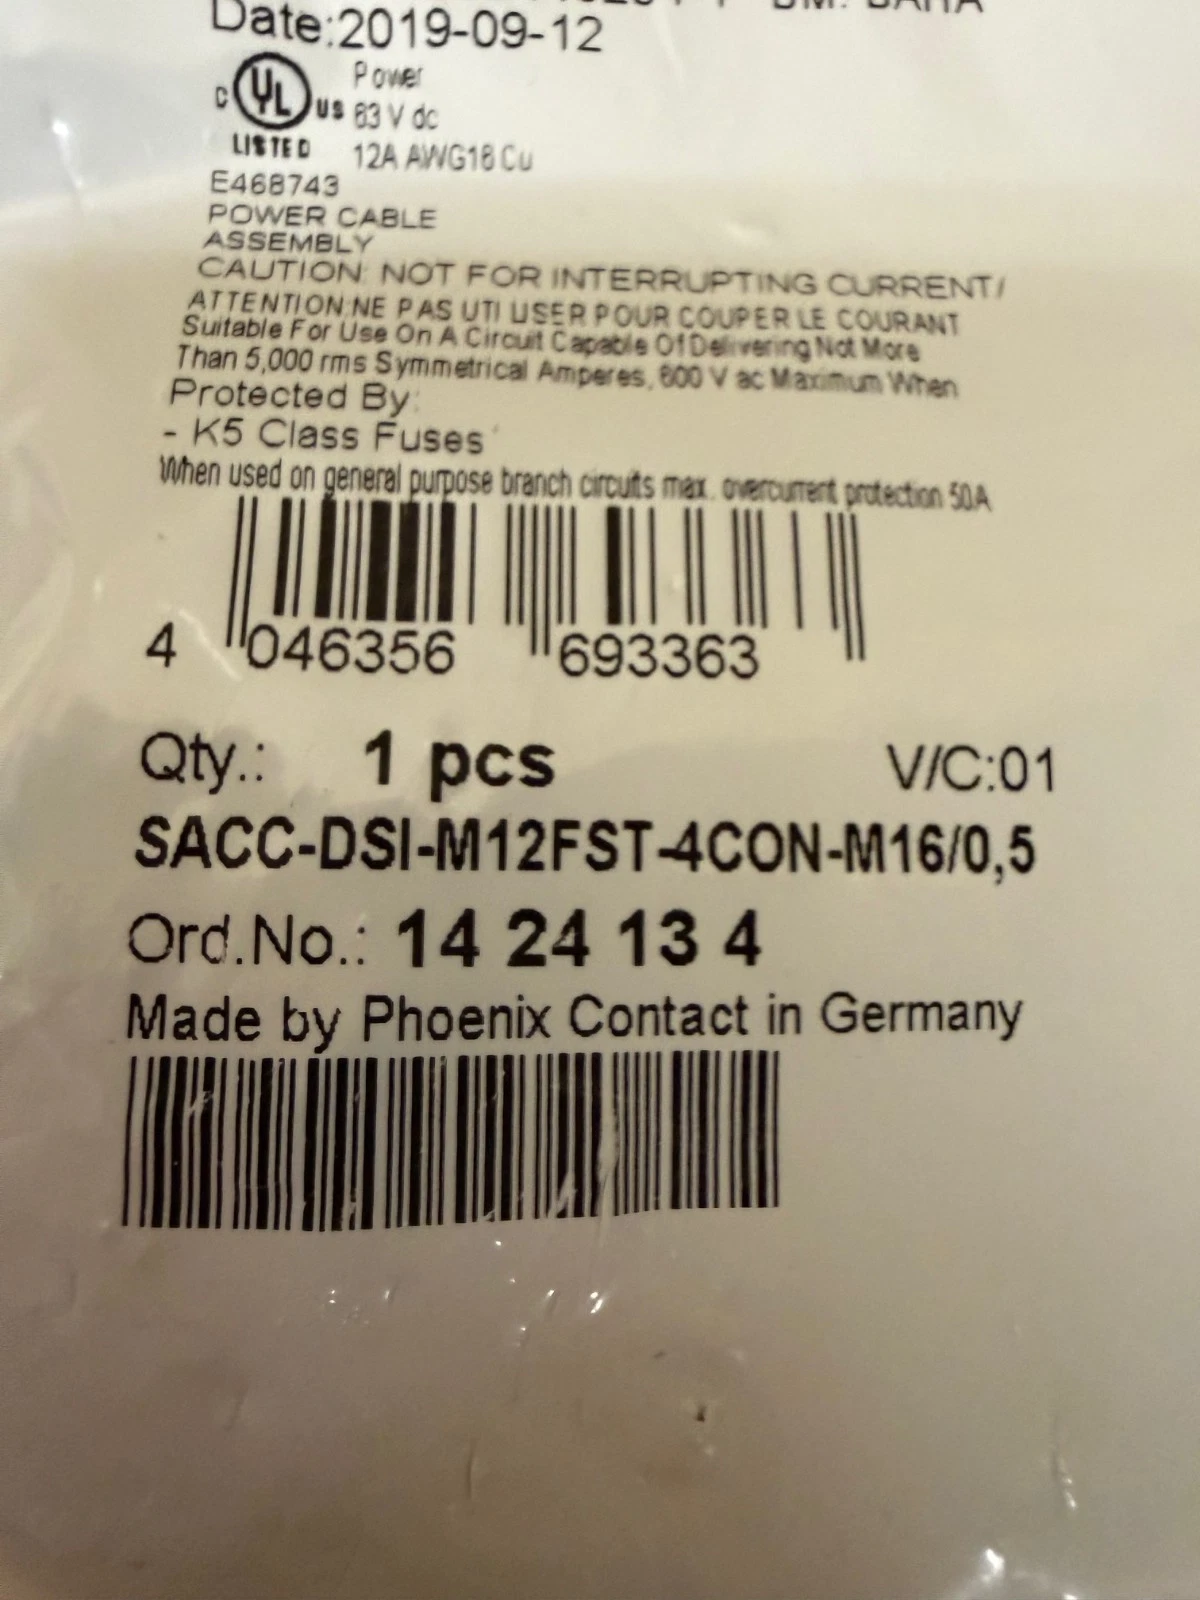 Date:2019-09-12
c UL us
LISTED
Power
63 V dc
12A AWG18 Cu
E468743
POWER CABLE
ASSEMBLY
CAUTION: NOT FOR INTERRUPTING CURRENT/
ATTENTION:NE PAS UTILISER POUR COUPER LE COURANT
Suitable For Use On A Circuit Capable Of Delivering Not More
Than 5,000 rms Symmetrical Amperes, 600 V ac Maximum When
Protected By:
- K5 Class Fuses
When used on general purpose branch circuits max. overcurrent protection 50A
4 046356 693363
Qty.: 1 pcs V/C:01
SACC-DSI-M12FST-4CON-M16/0,5
Ord.No.: 14 24 13 4
Made by Phoenix Contact in Germany